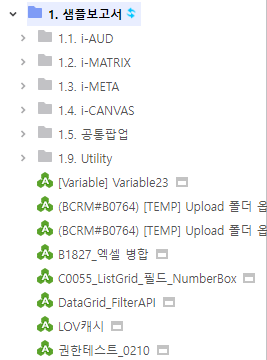 1. 샘플보고서
1.1. i-AUD
1.2. i-MATRIX
1.3. i-META
1.4. i-CANVAS
1.5. 공통팝업
1.9. Utility
[Variable] Variable23
(BCRM#B0764) [TEMP] Upload 폴더 옵
(BCRM#B0764) [TEMP] Upload 폴더 옵
B1827_엑셀 병합
C0055_ListGrid_필드_NumberBox
DataGrid_FilterAPI
LOV캐시
권한테스트_0210